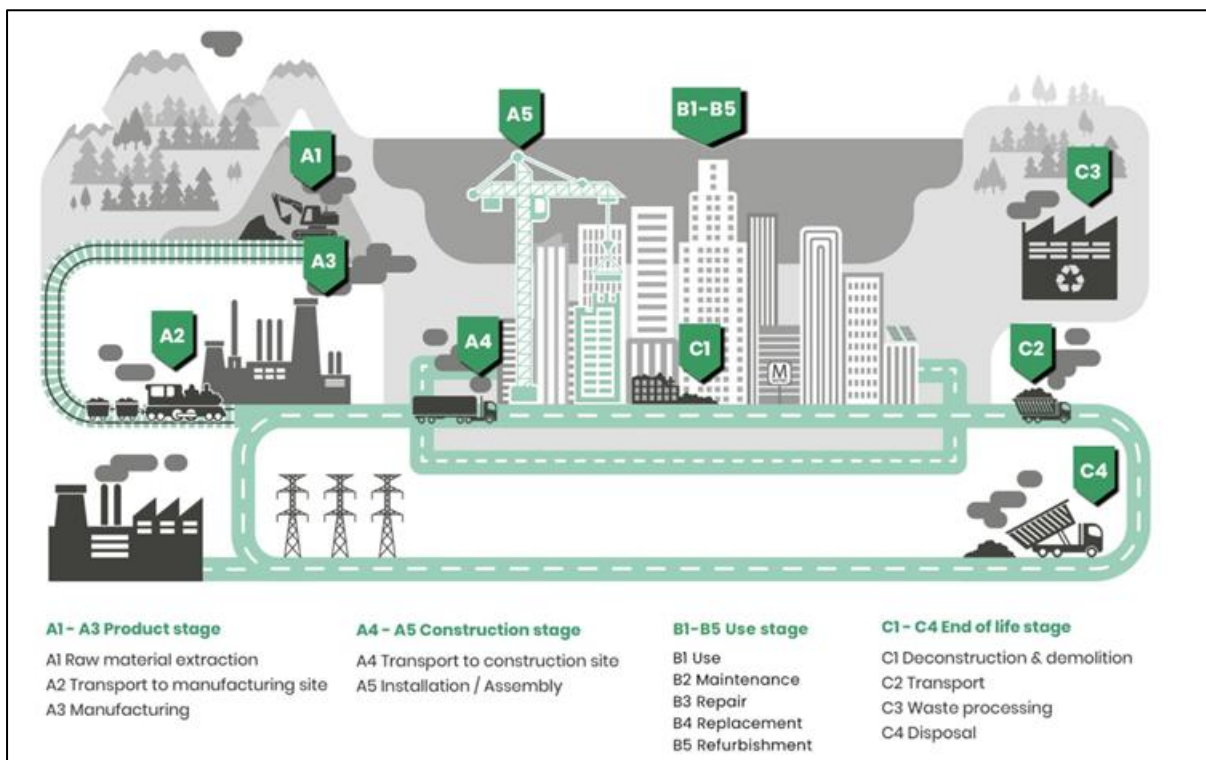 A5
B1-B5
A1
C3
A3
A2
A4
C1
C2
M
C4
A1 - A3 Product stage
A1 Raw material extraction
A2 Transport to manufacturing site
A3 Manufacturing
A4 - A5 Construction stage
A4 Transport to construction site
A5 Installation / Assembly
B1-B5 Use stage
B1 Use
B2 Maintenance
B3 Repair
B4 Replacement
B5 Refurbishment
C1 - C4 End of life stage
C1 Deconstruction & demolition
C2 Transport
C3 Waste processing
C4 Disposal